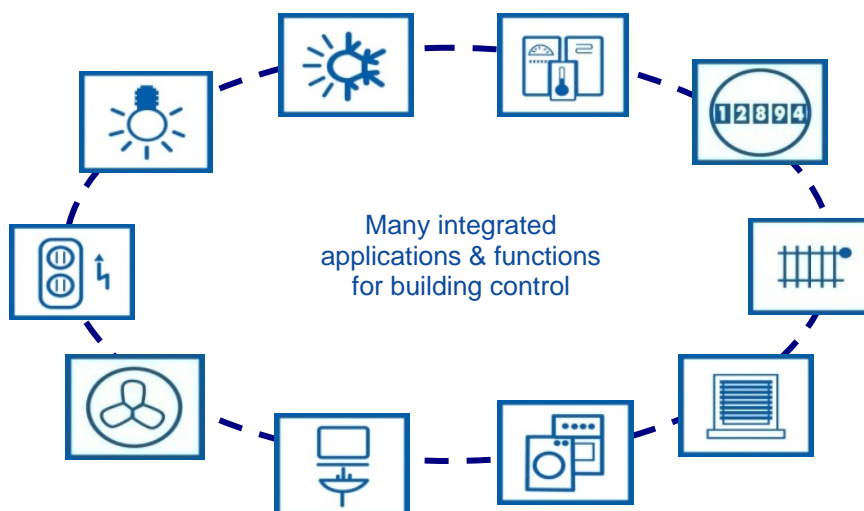 12894
Many integrated
applications & functions
for building control